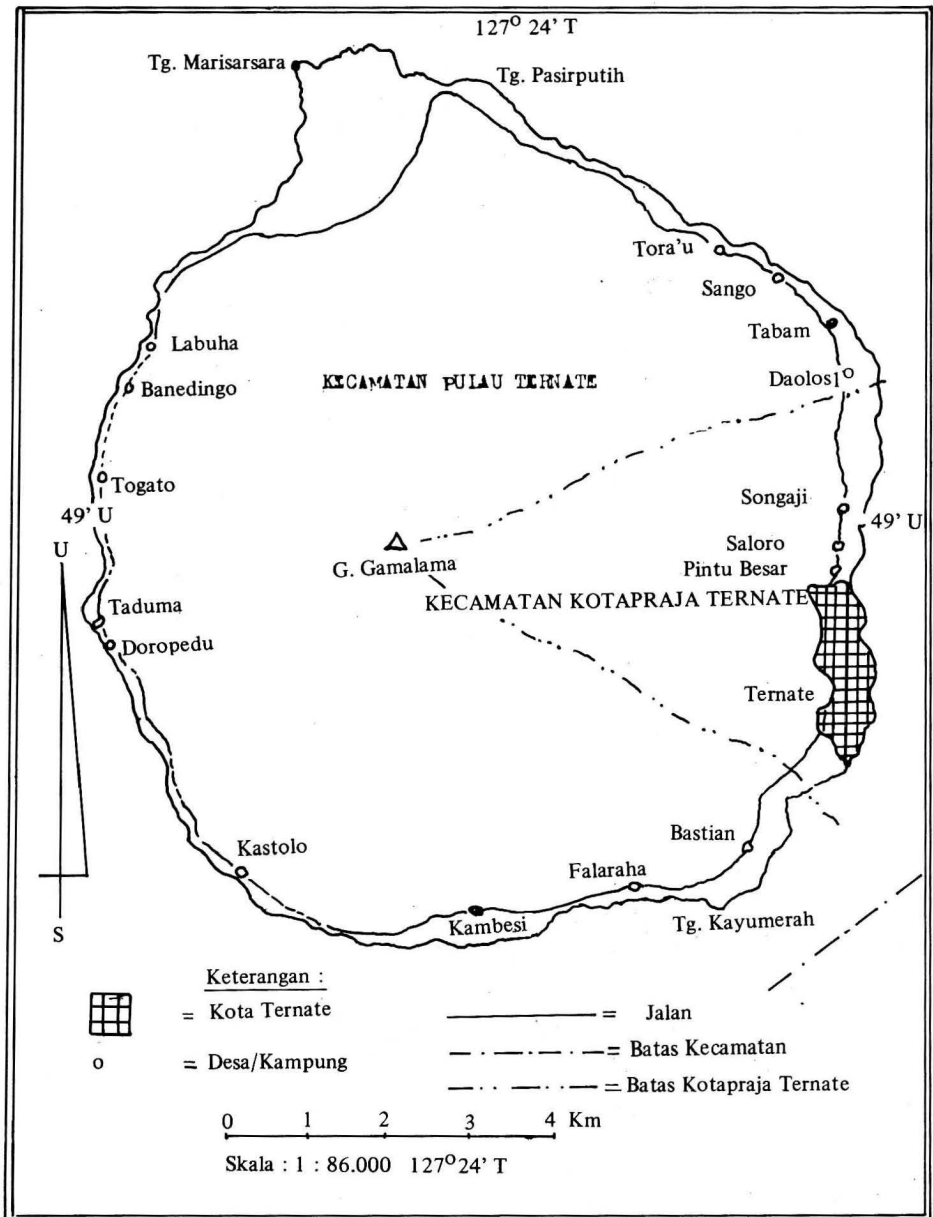 127° 24' T
Tg. Marisarsara
Tg. Pasirputih
Tora'u
Sango
Tabam
Labuha
KECAMATAN PULAU TERNATE
Daolos1
Banedingo
Togato
Songaji
49' U
49' U
U
Saloro
G. Gamalama
Pintu Besar
KECAMATAN KOTAPRAJA TERNATE
Taduma
Doropedu
Ternate
Bastian
Kastolo
Falaraha
Kambesi
Tg. Kayumerah
S
Keterangan :
= Kota Ternate
= Jalan
o = Desa/Kampung
= Batas Kecamatan
= Batas Kotapraja Ternate
0 1 2 3 4 Km
Skala : 1 : 86.000 127°24' T